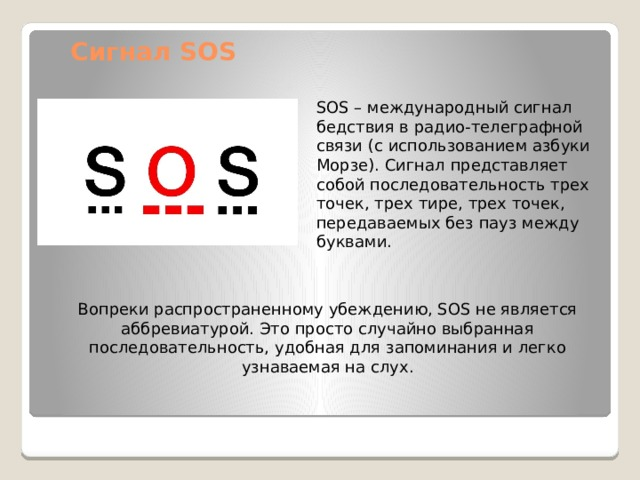 Сигнал SOS
S O S
... --- ...
SOS – международный сигнал
бедствия в радио-телеграфной
связи (с использованием азбуки
Морзе). Сигнал представляет
собой последовательность трех
точек, трех тире, трех точек,
передаваемых без пауз между
буквами.
Вопреки распространенному убеждению, SOS не является
аббревиатурой. Это просто случайно выбранная
последовательность, удобная для запоминания и легко
узнаваемая на слух.